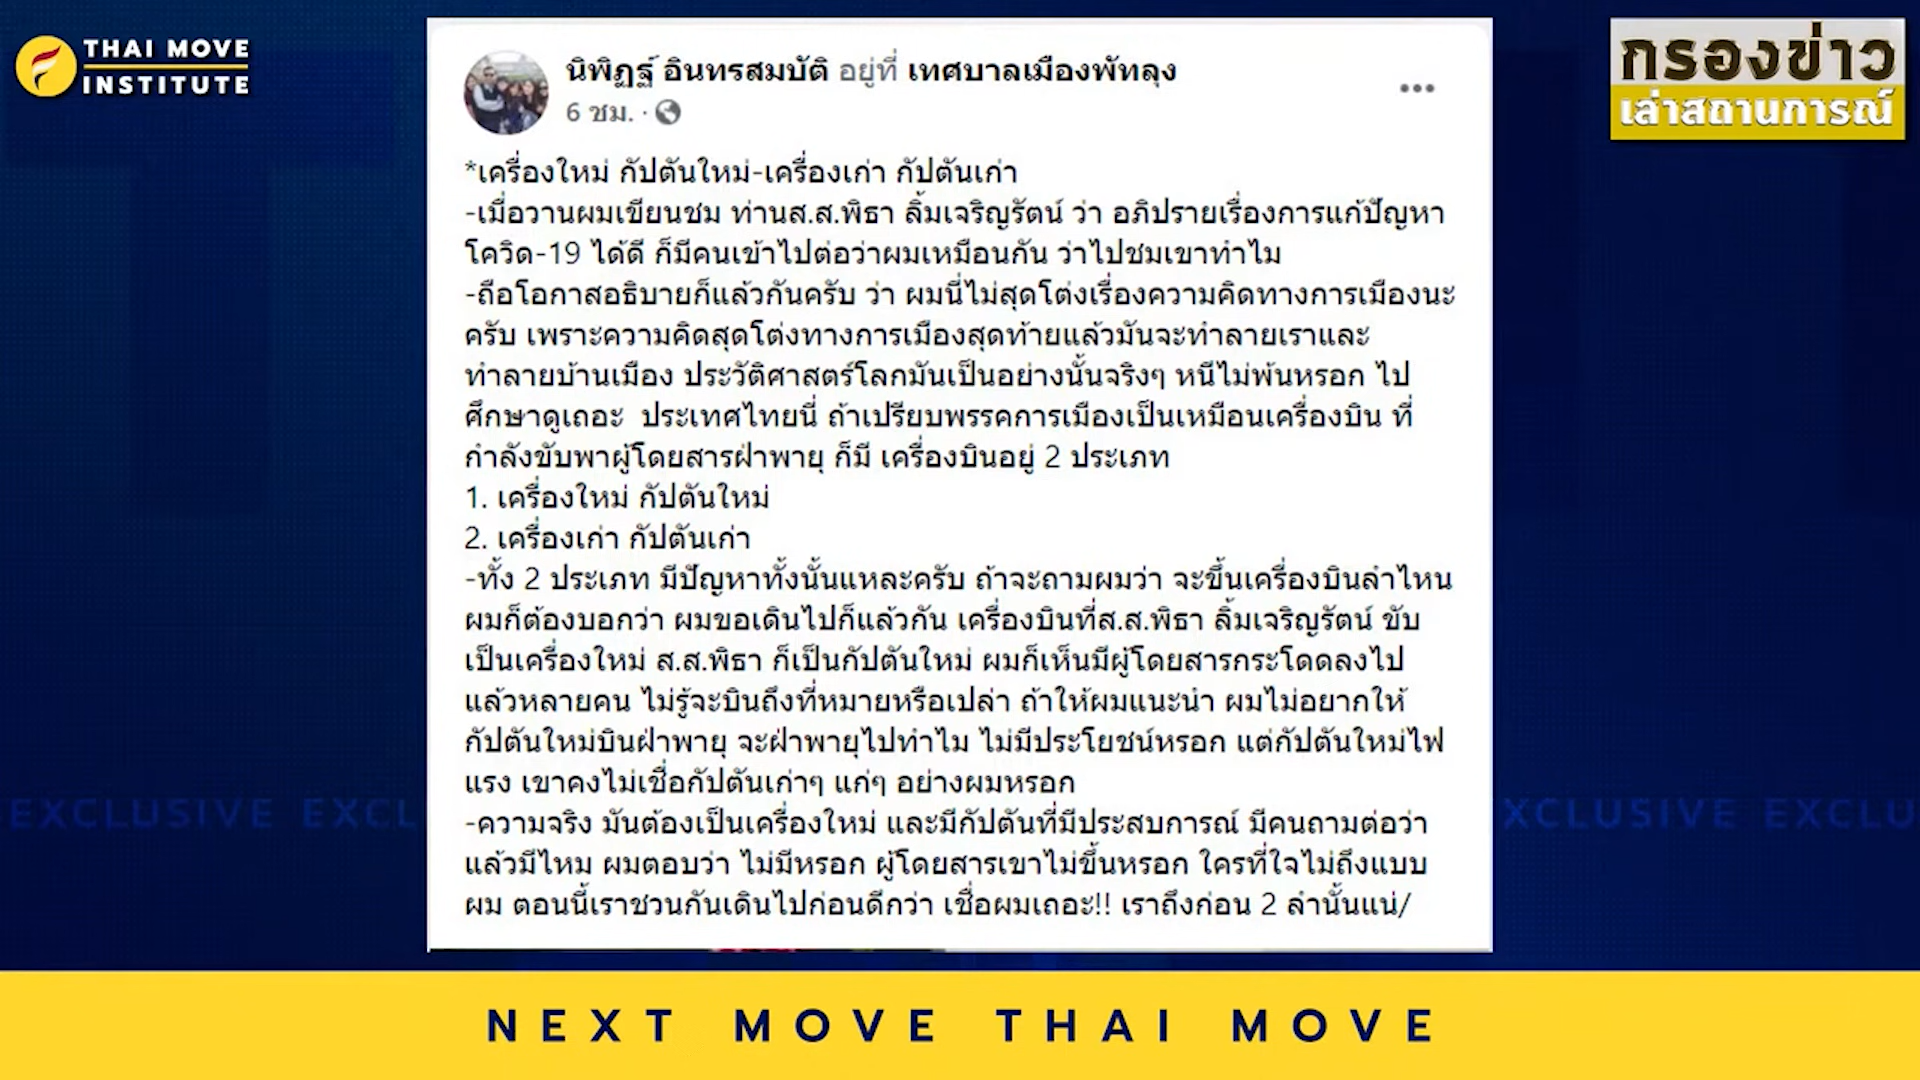 THAI MOVE
INSTITUTE
กรองข่าว
เล่าสถานการณ์
นิพิฏฐ์ อินทรสมบัติ อยู่ที่ เทศบาลเมืองพัทลุง
6 ชม. ·
*เครื่องใหม่ กัปตันใหม่-เครื่องเก่า กัปตันเก่า
-เมื่อวานผมเขียนชม ท่านส.ส.พิธา ลิ้มเจริญรัตน์ ว่า อภิปรายเรื่องการแก้ปัญหา
โควิด-19 ได้ดี ก็มีคนเข้าไปต่อว่าผมเหมือนกัน ว่าไปชมเขาทำไม
-ถือโอกาสอธิบายก็แล้วกันครับ ว่า ผมนี่ไม่สุดโต่งเรื่องความคิดทางการเมืองนะ
ครับ เพราะความคิดสุดโต่งทางการเมืองสุดท้ายแล้วมันจะทำลายเราและ
ทำลายบ้านเมือง ประวัติศาสตร์โลกมันเป็นอย่างนั้นจริงๆ หนีไม่พ้นหรอก ไป
ศึกษาดูเถอะ ประเทศไทยนี่ ถ้าเปรียบพรรคการเมืองเป็นเหมือนเครื่องบิน ที่
กำลังขับพาผู้โดยสารฝ่าพายุ ก็มี เครื่องบินอยู่ 2 ประเภท
1. เครื่องใหม่ กัปตันใหม่
2. เครื่องเก่า กัปตันเก่า
-ทั้ง 2 ประเภท มีปัญหาทั้งนั้นแหละครับ ถ้าจะถามผมว่า จะขึ้นเครื่องบินลำไหน
ผมก็ต้องบอกว่า ผมขอเดินไปก็แล้วกัน เครื่องบินที่ส.ส.พิธา ลิ้มเจริญรัตน์ ขับ
เป็นเครื่องใหม่ ส.ส.พิธา ก็เป็นกัปตันใหม่ ผมก็เห็นมีผู้โดยสารกระโดดลงไป
แล้วหลายคน ไม่รู้จะบินถึงที่หมายหรือเปล่า ถ้าให้ผมแนะนำ ผมไม่อยากให้
กัปตันใหม่บินฝ่าพายุ จะฝ่าพายุไปทำไม ไม่มีประโยชน์หรอก แต่กัปตันใหม่ไฟ
แรง เขาคงไม่เชื่อกัปตันเก่าๆ แก่ๆ อย่างผมหรอก
-ความจริง มันต้องเป็นเครื่องใหม่ และมีกัปตันที่มีประสบการณ์ มีคนถามต่อว่า
แล้วมีไหม ผมตอบว่า ไม่มีหรอก ผู้โดยสารเขาไม่ขึ้นหรอก ใครที่ใจไม่ถึงแบบ
ผม ตอนนี้เราชวนกันเดินไปก่อนดีกว่า เชื่อผมเถอะ!! เราถึงก่อน 2 ลำนั้นแน่/
EXCLUSIVE EXCL
XCLUSIVE EXCLU
NEXT MOVE THAI MOVE